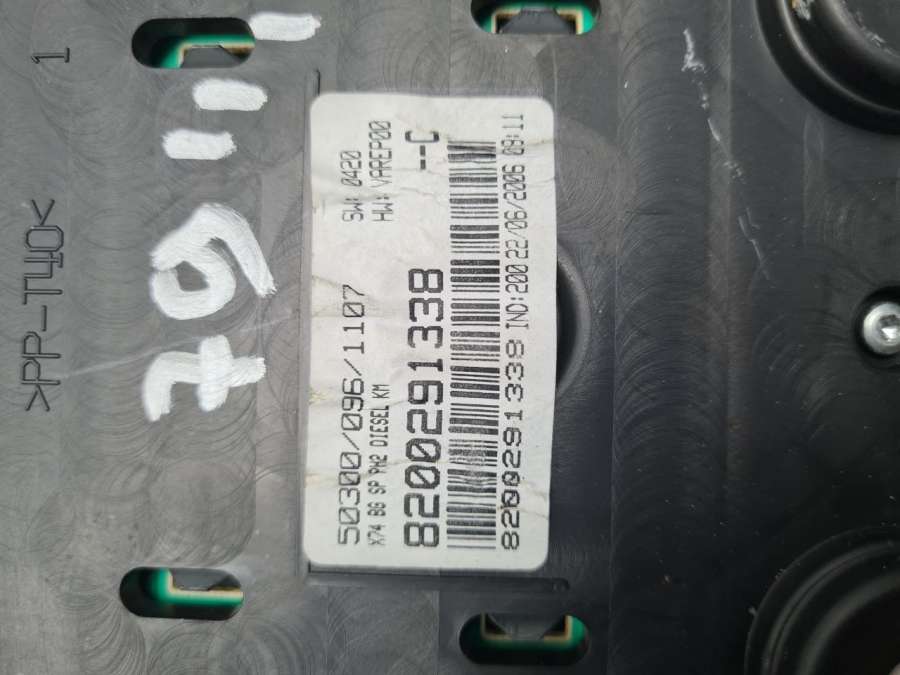 >PP-T40< 1
79
50300/096/1107 SW: 0420
X74 BG SP PH2 DIESEL KM HW: VAREP00
8200291338 --C
8200291338 IND:200 22/06/2006 09:11